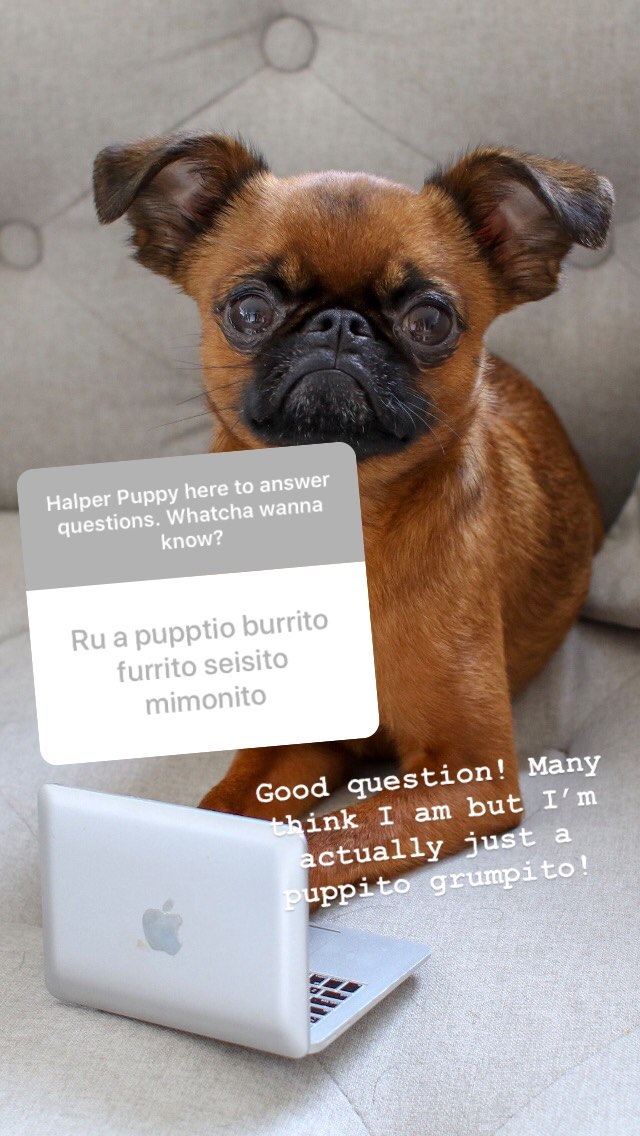 Halper Puppy here to answer
questions. Whatcha wanna
know?
Ru a pupptio burrito
furrito seisito
mimonito
Good question! Many
think I am but I’m
actually just a
puppito grumpito!